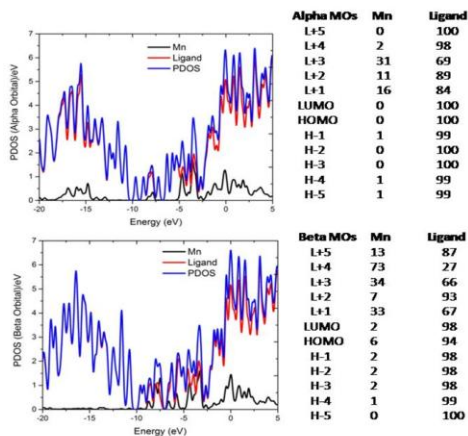 PDOS (Alpha Orbital)/eV
7
6
5
4
3
2
1
0
Mn
Ligand
PDOS
-20 -15 -10 -5 0 5
Energy (eV)
Alpha MOs Mn Ligand
L+5 0 100
L+4 2 98
L+3 31 69
L+2 11 89
L+1 16 84
LUMO 0 100
HOMO 0 100
H-1 1 99
H-2 0 100
H-3 0 100
H-4 1 99
H-5 1 99
PDOS (Beta Orbital)/eV
7
6
5
4
3
2
1
0
Mn
Ligand
PDOS
-20 -15 -10 -5 0 5
Energy (eV)
Beta MOs Mn Ligand
L+5 13 87
L+4 73 27
L+3 34 66
L+2 7 93
L+1 33 67
LUMO 2 98
HOMO 6 94
H-1 2 98
H-2 2 98
H-3 2 98
H-4 1 99
H-5 0 100